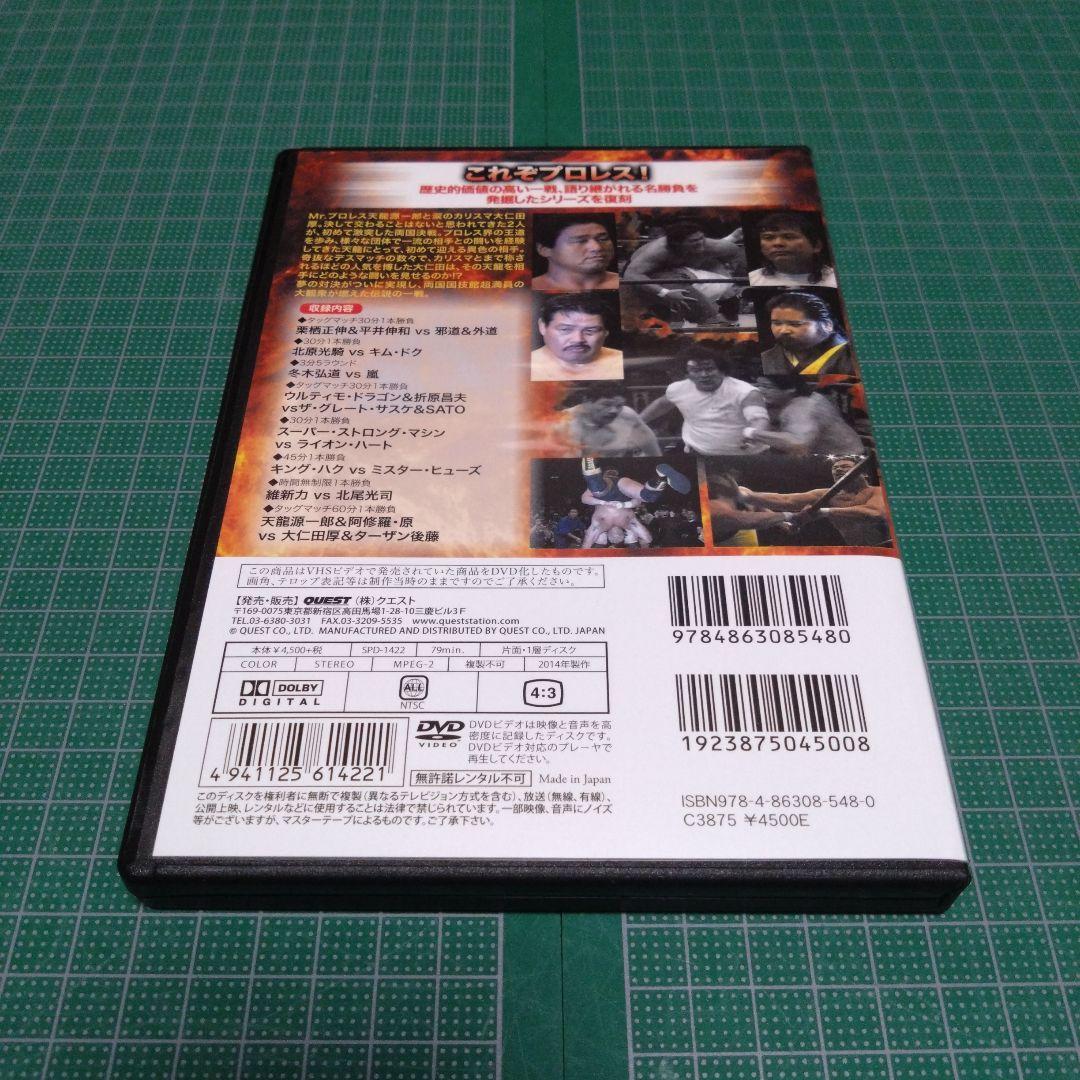 これぞプロレス！
歴史的価値の高い一戦、語り継がれる名勝負を
発掘したシリーズを復刻
Mr.プロレス天龍源一郎と涙のカリスマ大仁田
厚。決して交わることはないと思われてきた2人
が、初めて激突した両国決戦。プロレス界の王道
を歩み、様々な団体で一流の相手との闘いを経験
してきた天龍にとって、初めて迎える異色の相手。
奇抜なデスマッチの数々で、カリスマとまで称さ
れるほどの人気を博した大仁田は、その天龍を相
手にどのような闘いを見せるのか!?
夢の対決がついに実現し、両国国技館超満員の
大観衆が燃えた伝説の一戦。
収録内容
◆タッグマッチ30分1本勝負
栗栖正伸&平井伸和 vs 邪道&外道
◆30分1本勝負
北原光騎 vs キム・ドク
◆3分5ラウンド
冬木弘道 vs 嵐
◆タッグマッチ30分1本勝負
ウルティモ・ドラゴン&折原昌夫
vsザ・グレート・サスケ&SATO
◆30分1本勝負
スーパー・ストロング・マシン
vs ライオン・ハート
◆45分1本勝負
キング・ハク vs ミスター・ヒューズ
◆時間無制限1本勝負
維新力 vs 北尾光司
◆タッグマッチ60分1本勝負
天龍源一郎&阿修羅・原
vs 大仁田厚&ターザン後藤
この商品はVHSビデオで発売されていた商品をDVD化したものです。
画角、テロップ表記等は制作当時のままですのでご了承ください。
【発売・販売】QUEST（株）クエスト
〒169-0075東京都新宿区高田馬場1-28-10三慶ビル3F
TEL.03-6380-3031 FAX.03-3209-5535 www.queststation.com
© QUEST CO., LTD. MANUFACTURED AND DISTRIBUTED BY QUEST CO., LTD. JAPAN
本体￥4,500+税 SPD-1422 79min. 片面・1層ディスク
COLOR STEREO MPEG-2 複製不可 2014年製作
DOLBY
DIGITAL
ALL
NTSC
4:3
4 941125 614221
DVD
VIDEO
DVDビデオは映像と音声を高
密度に記録したディスクです。
DVDビデオ対応のプレーヤで
再生してください。
無許諾レンタル不可 Made in Japan
このディスクを権利者に無断で複製（異なるテレビジョン方式を含む）、放送（無線、有線）、
公開上映、レンタルなどに使用することは法律で禁じられています。一部映像、音声にノイズ
等がございますが、マスターテープによるものです。ご了承下さい。
9784863085480
1923875045008
ISBN978-4-86308-548-0
C3875 ￥4500E